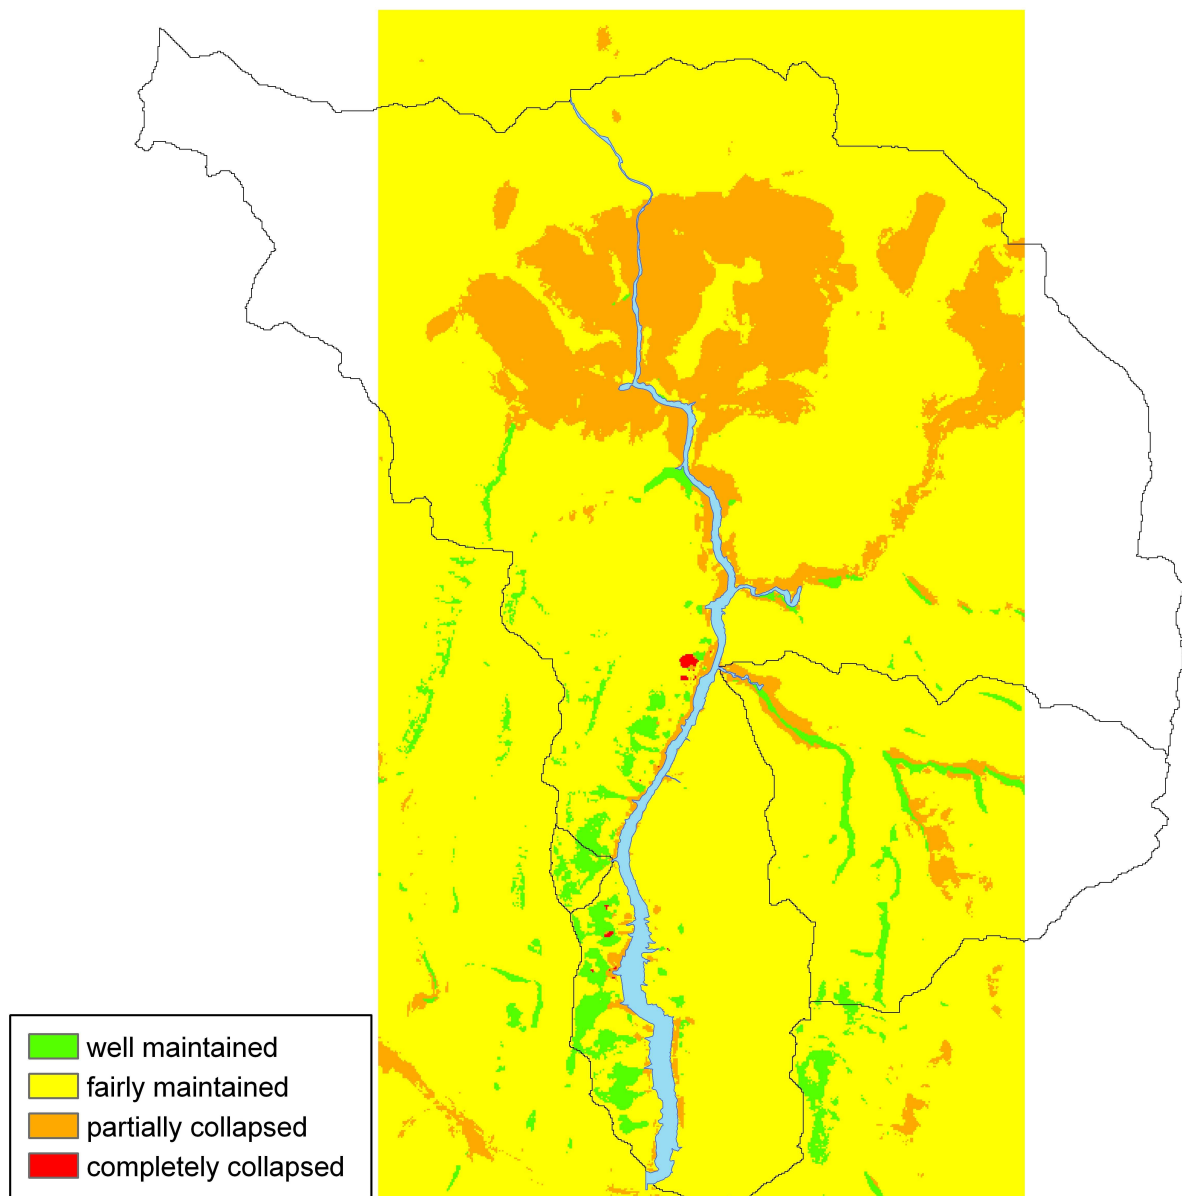 well maintained
fairly maintained
partially collapsed
completely collapsed